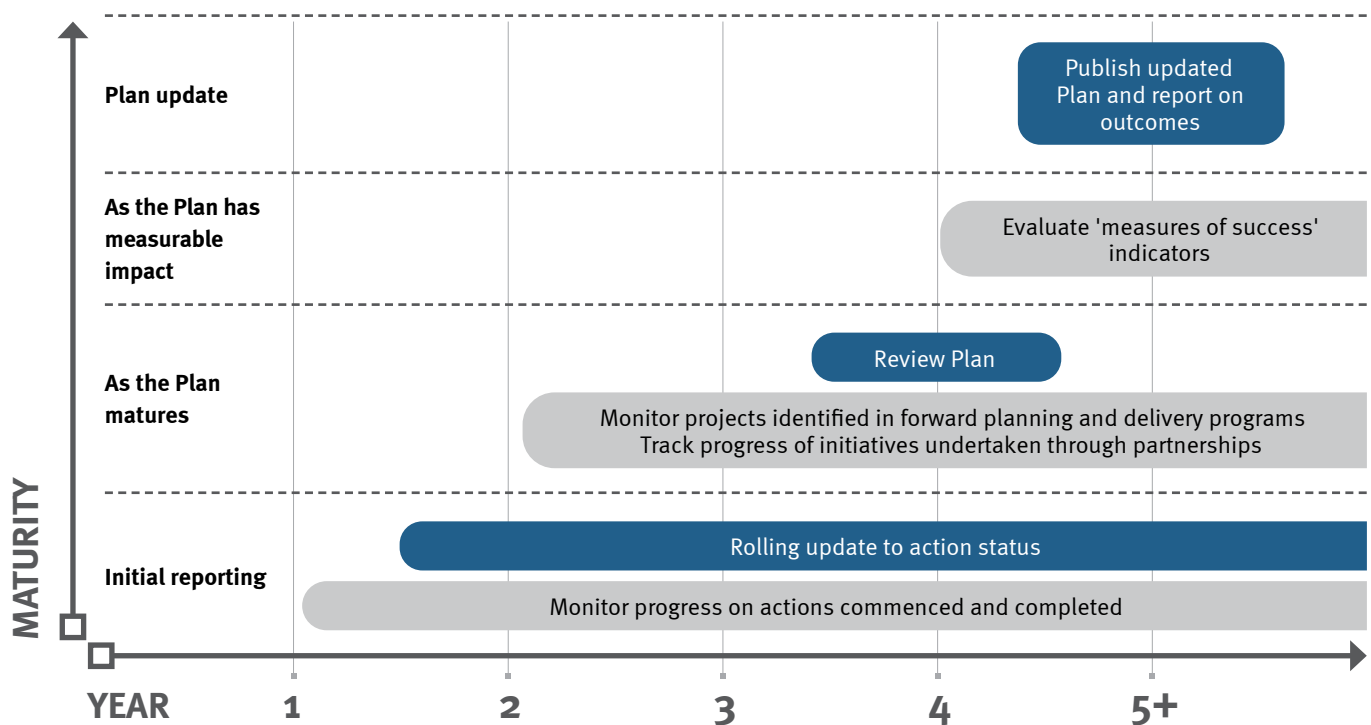 Plan update
Publish updated
Plan and report on
outcomes
As the Plan has
measurable
impact
Evaluate 'measures of success'
indicators
As the Plan
matures
Review Plan
Monitor projects identified in forward planning and delivery programs
Track progress of initiatives undertaken through partnerships
Initial reporting
Rolling update to action status
Monitor progress on actions commenced and completed
MATURITY
YEAR 1 2 3 4 5+